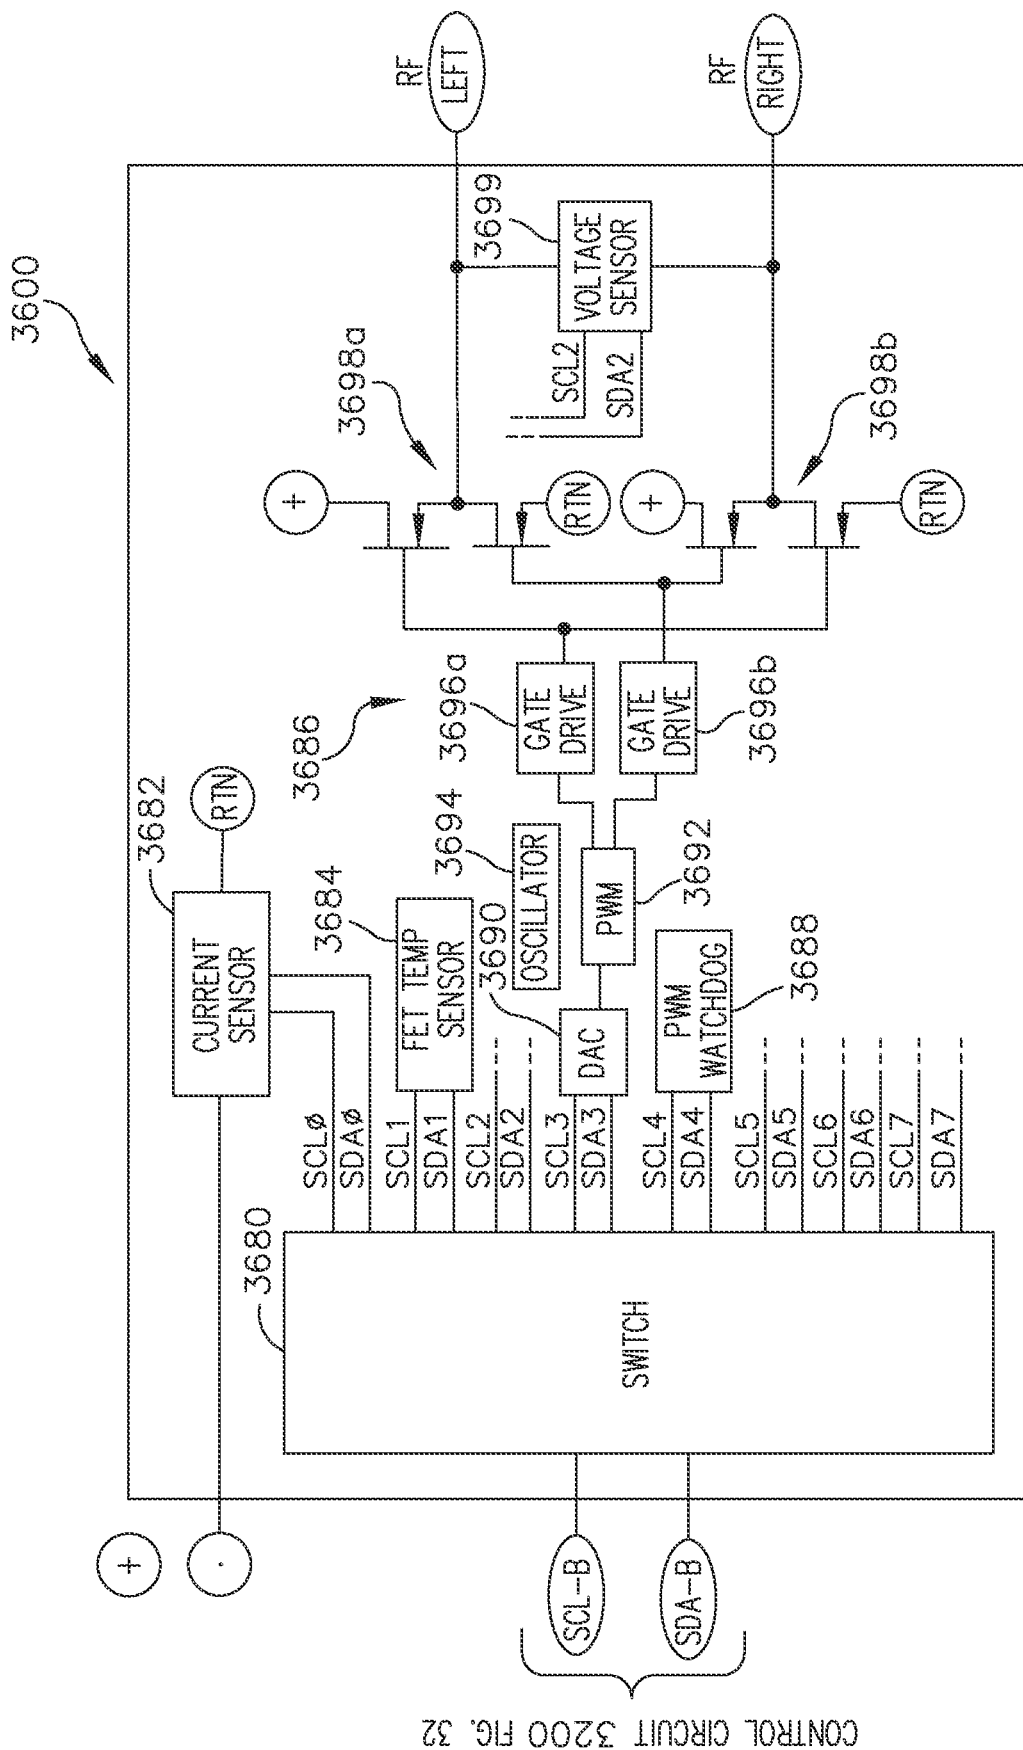 3600
RF
LEFT
RF
RIGHT
3699
VOLTAGE
SENSOR
SCL2
SDA2
3698a
3698b
+
RTN
+
RTN
3686
3696a
GATE
DRIVE
GATE
DRIVE
3696b
3682
RTN
CURRENT
SENSOR
3684
FET TEMP
SENSOR
3694
OSCILLATOR
3690
PWM
3692
DAC
PWM
WATCHDOG
3688
SCLø
SDAø
SCL1
SDA1
SCL2
SDA2
SCL3
SDA3
SCL4
SDA4
SCL5
SDA5
SCL6
SDA6
SCL7
SDA7
3680
SWITCH
+
-
SCL-B
SDA-B
CONTROL CIRCUIT 3200 FIG. 32